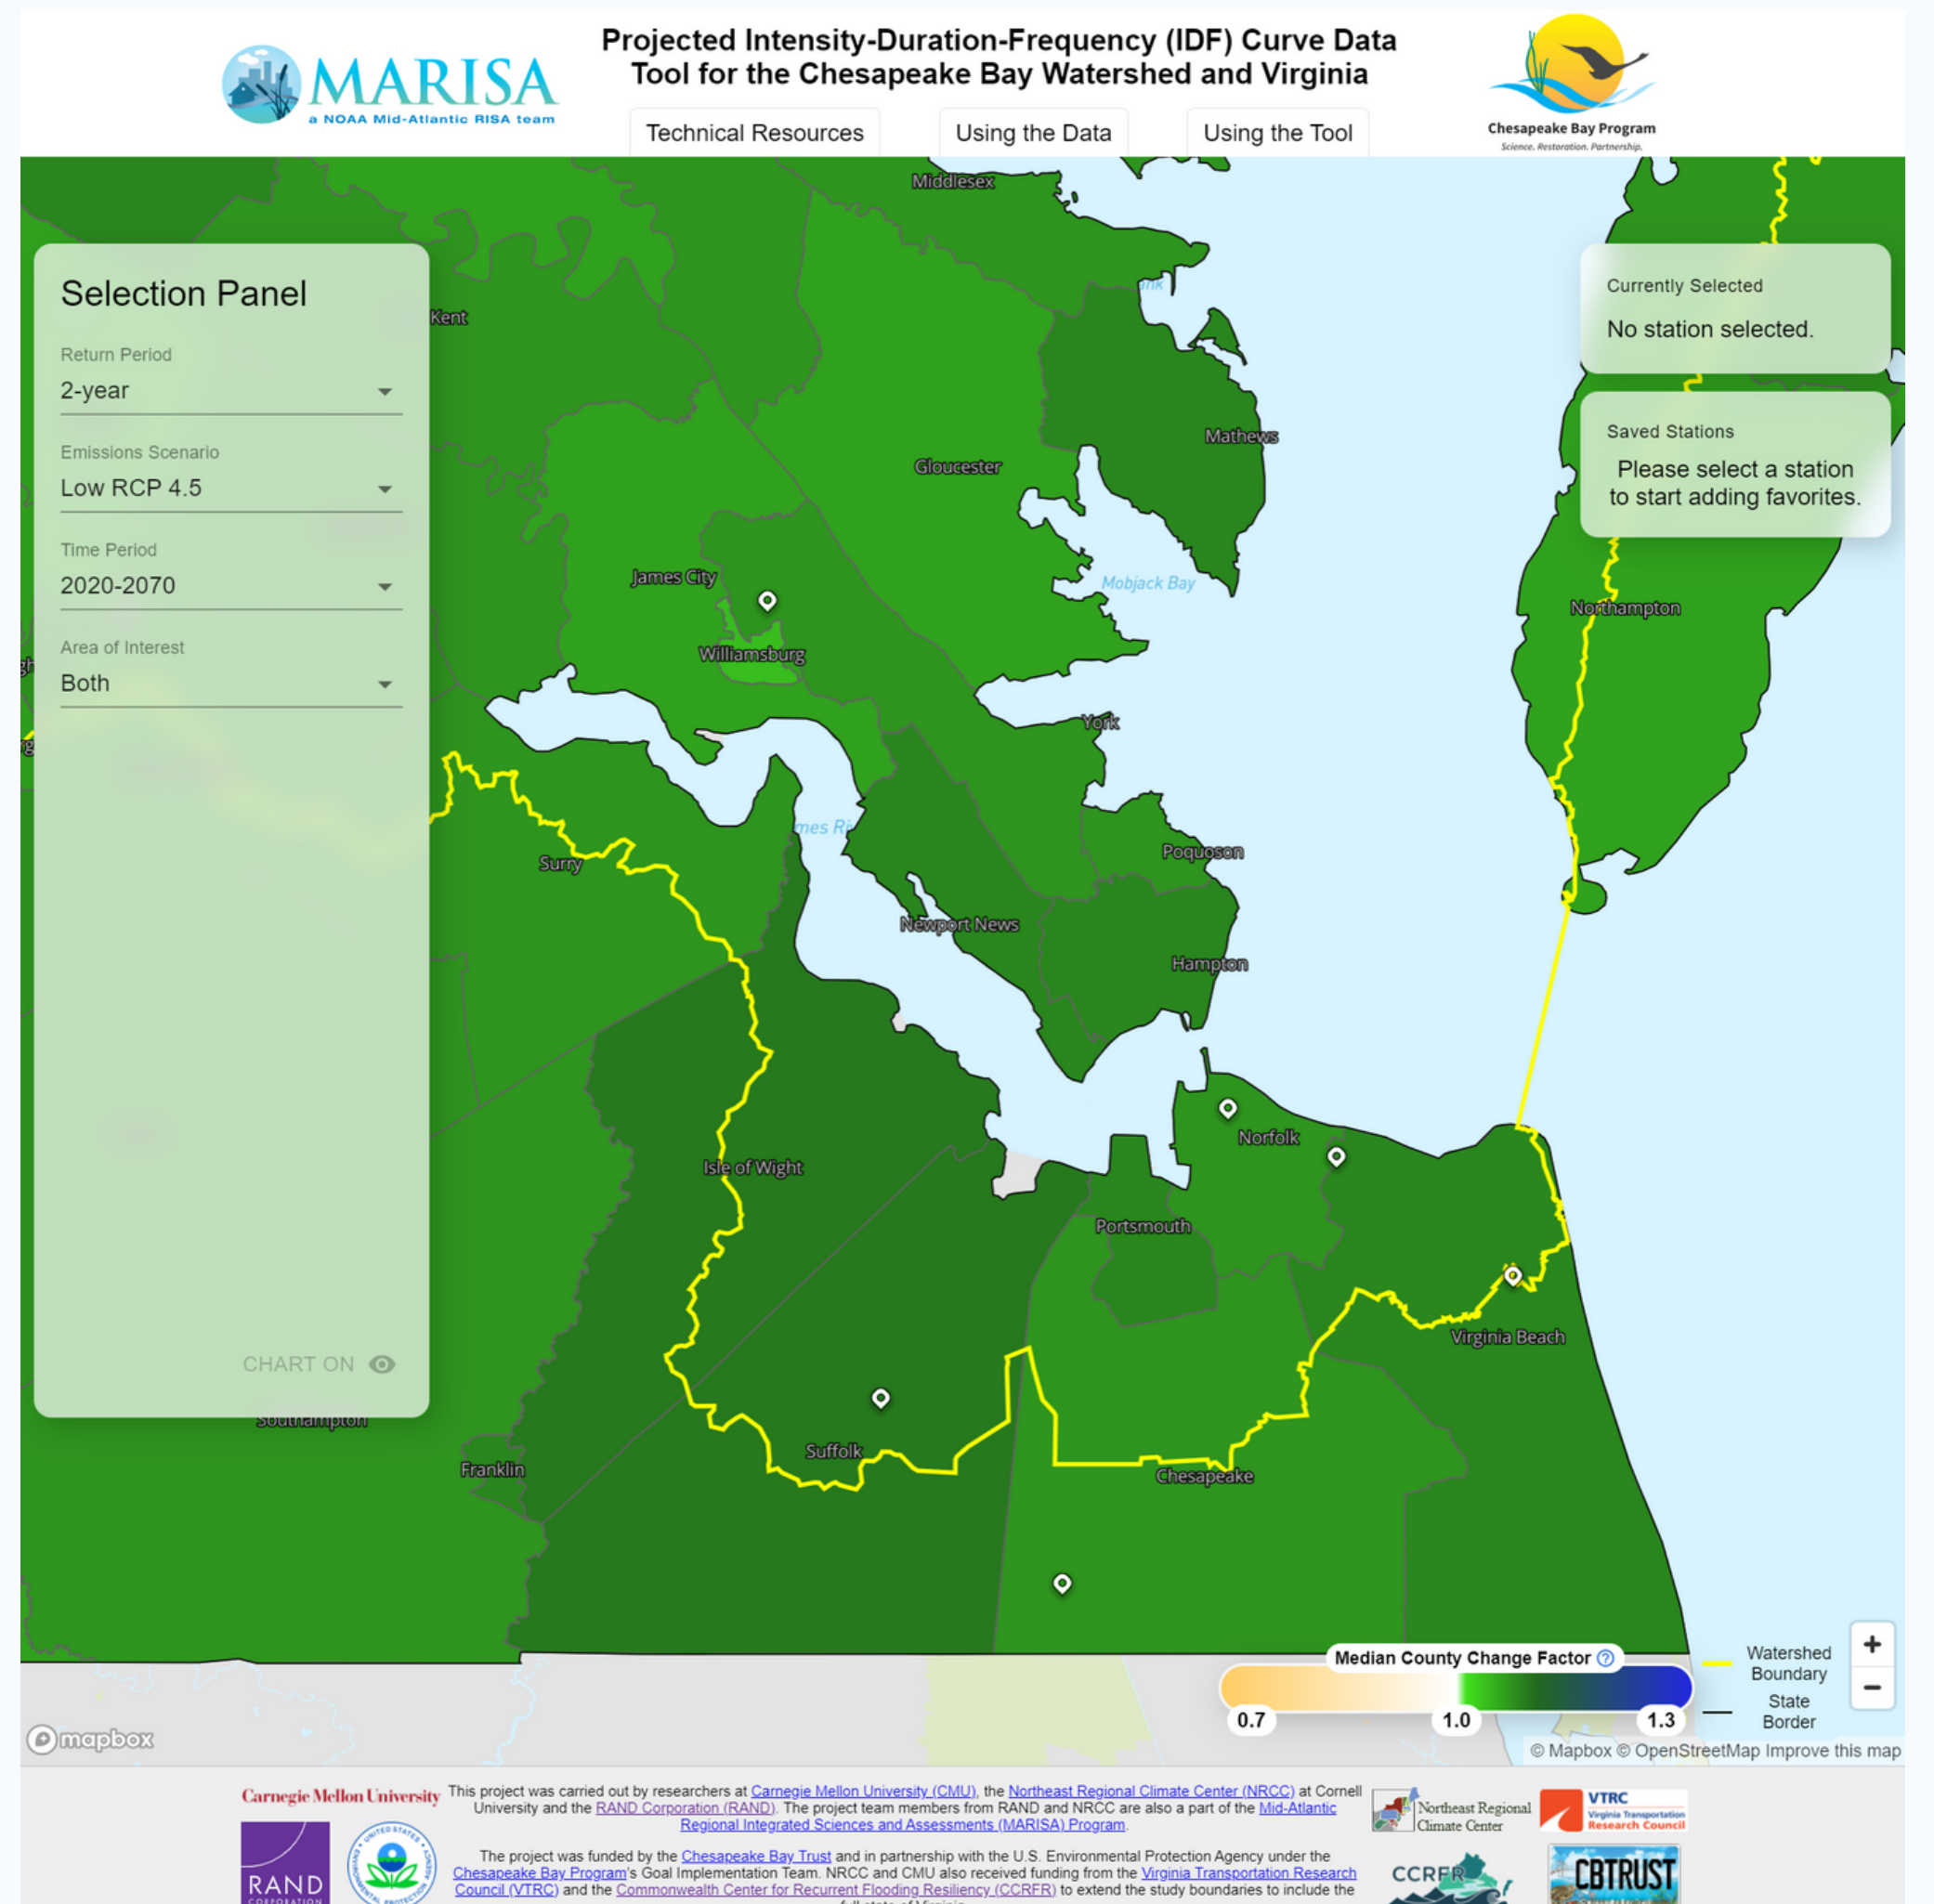 MARISA
a NOAA Mid-Atlantic RISA team
Projected Intensity-Duration-Frequency (IDF) Curve Data
Tool for the Chesapeake Bay Watershed and Virginia
Technical Resources
Using the Data
Using the Tool
Chesapeake Bay Program
Science. Restoration. Partnership.
Middlesex
Selection Panel
Return Period
2-year
Emissions Scenario
Low RCP 4.5
Time Period
2020-2070
Area of Interest
Both
CHART ON
Currently Selected
No station selected.
Saved Stations
Please select a station
to start adding favorites.
Kent
Mathews
Gloucester
James City
Mobjack Bay
Northampton
Williamsburg
York
Surry
Poquoson
Newport News
Hampton
Norfolk
Isle of Wight
Portsmouth
Virginia Beach
Southampton
Suffolk
Franklin
Chesapeake
Median County Change Factor ?
0.7
1.0
1.3
Watershed
Boundary
State
Border
+
−
mapbox
© Mapbox © OpenStreetMap Improve this map
Carnegie Mellon University
RAND
CORPORATION
This project was carried out by researchers at Carnegie Mellon University (CMU), the Northeast Regional Climate Center (NRCC) at Cornell
University and the RAND Corporation (RAND). The project team members from RAND and NRCC are also a part of the Mid-Atlantic
Regional Integrated Sciences and Assessments (MARISA) Program.
The project was funded by the Chesapeake Bay Trust and in partnership with the U.S. Environmental Protection Agency under the
Chesapeake Bay Program's Goal Implementation Team. NRCC and CMU also received funding from the Virginia Transportation Research
Council (VTRC) and the Commonwealth Center for Recurrent Flooding Resiliency (CCRFR) to extend the study boundaries to include the
full state of Virginia
Northeast Regional
Climate Center
VTRC
Virginia Transportation
Research Council
CCRFR
CBTRUST